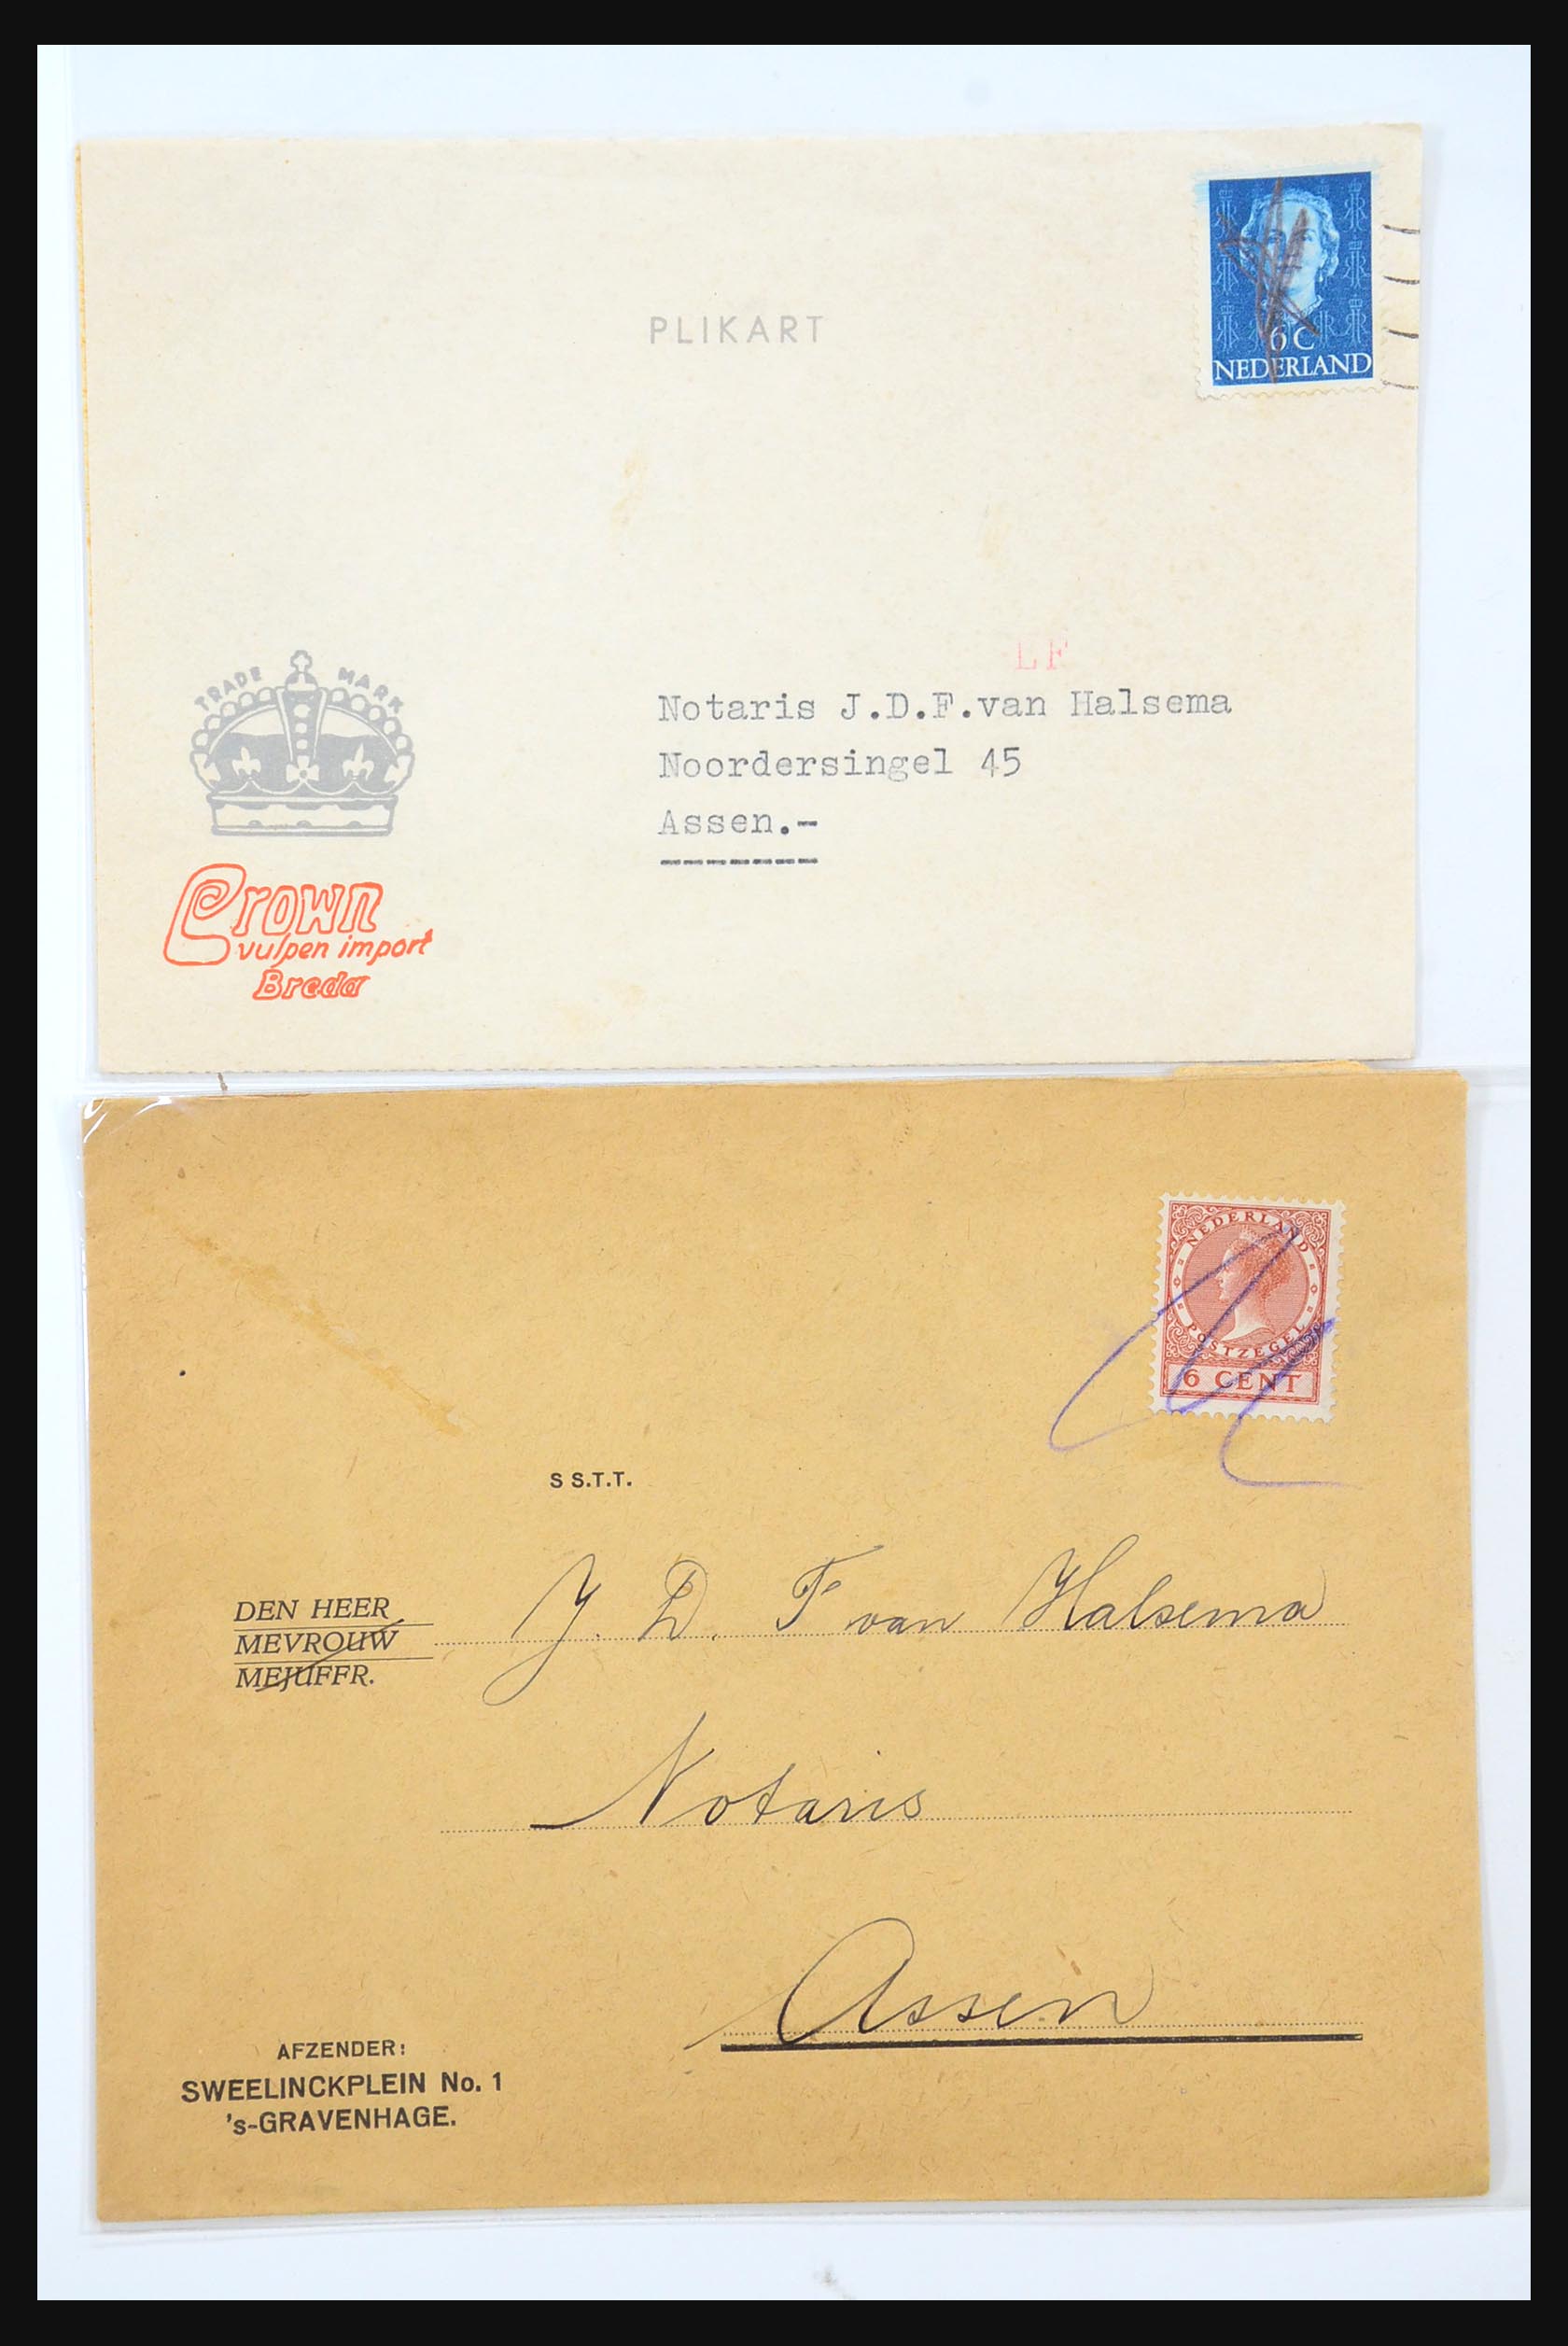 PLIKART
6 C
NEDERLAND
LF
TRADE MARK
Notaris J.D.F.van Halsema
Noordersingel 45
Assen.-
Crown
vulpen import
Breda
NEDERLAND
POSTZEGEL
6 CENT
S S.T.T.
DEN HEER
MEVROUW
MEJUFFR.
J. D. F van Halsema
Notaris
Assen
AFZENDER:
SWEELINCKPLEIN No. 1
's-GRAVENHAGE.